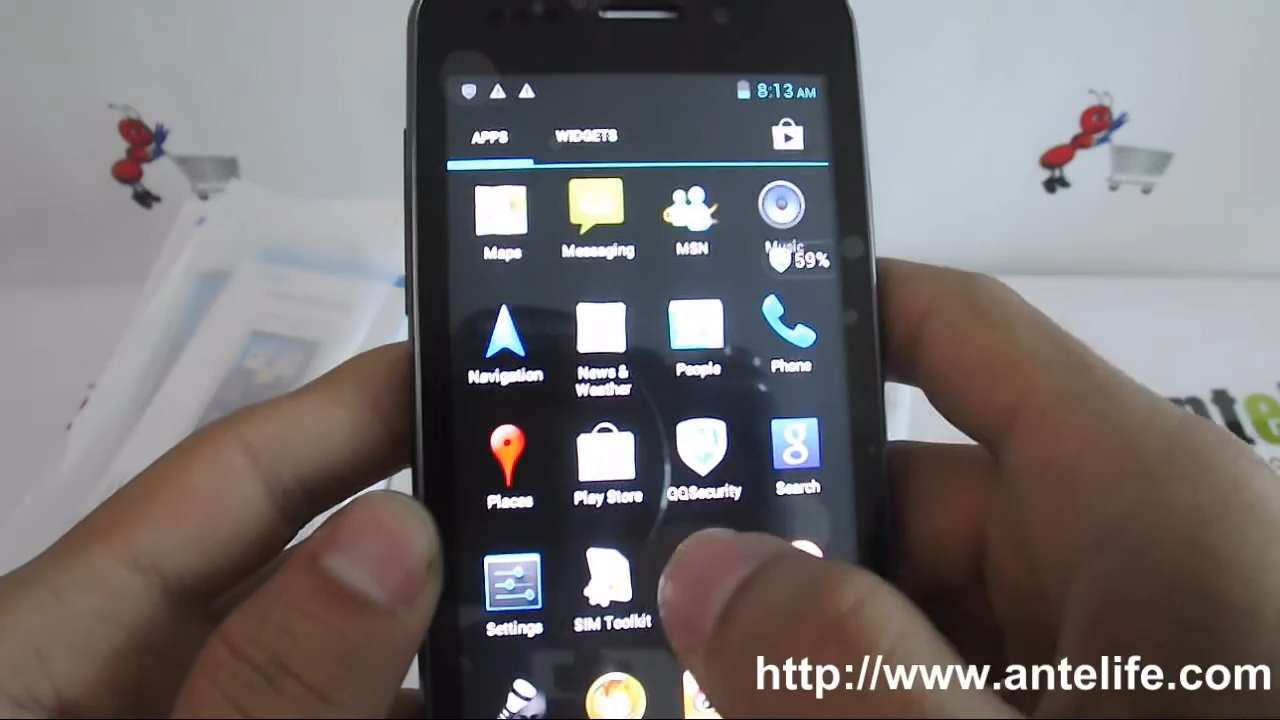 8:13 AM
APPS WIDGETS
Maps Messaging MSN Music
59%
Navigation News & Weather People Phone
Places Play Store QQSecurity Search
Settings SIM Toolkit
http://www.antelife.com